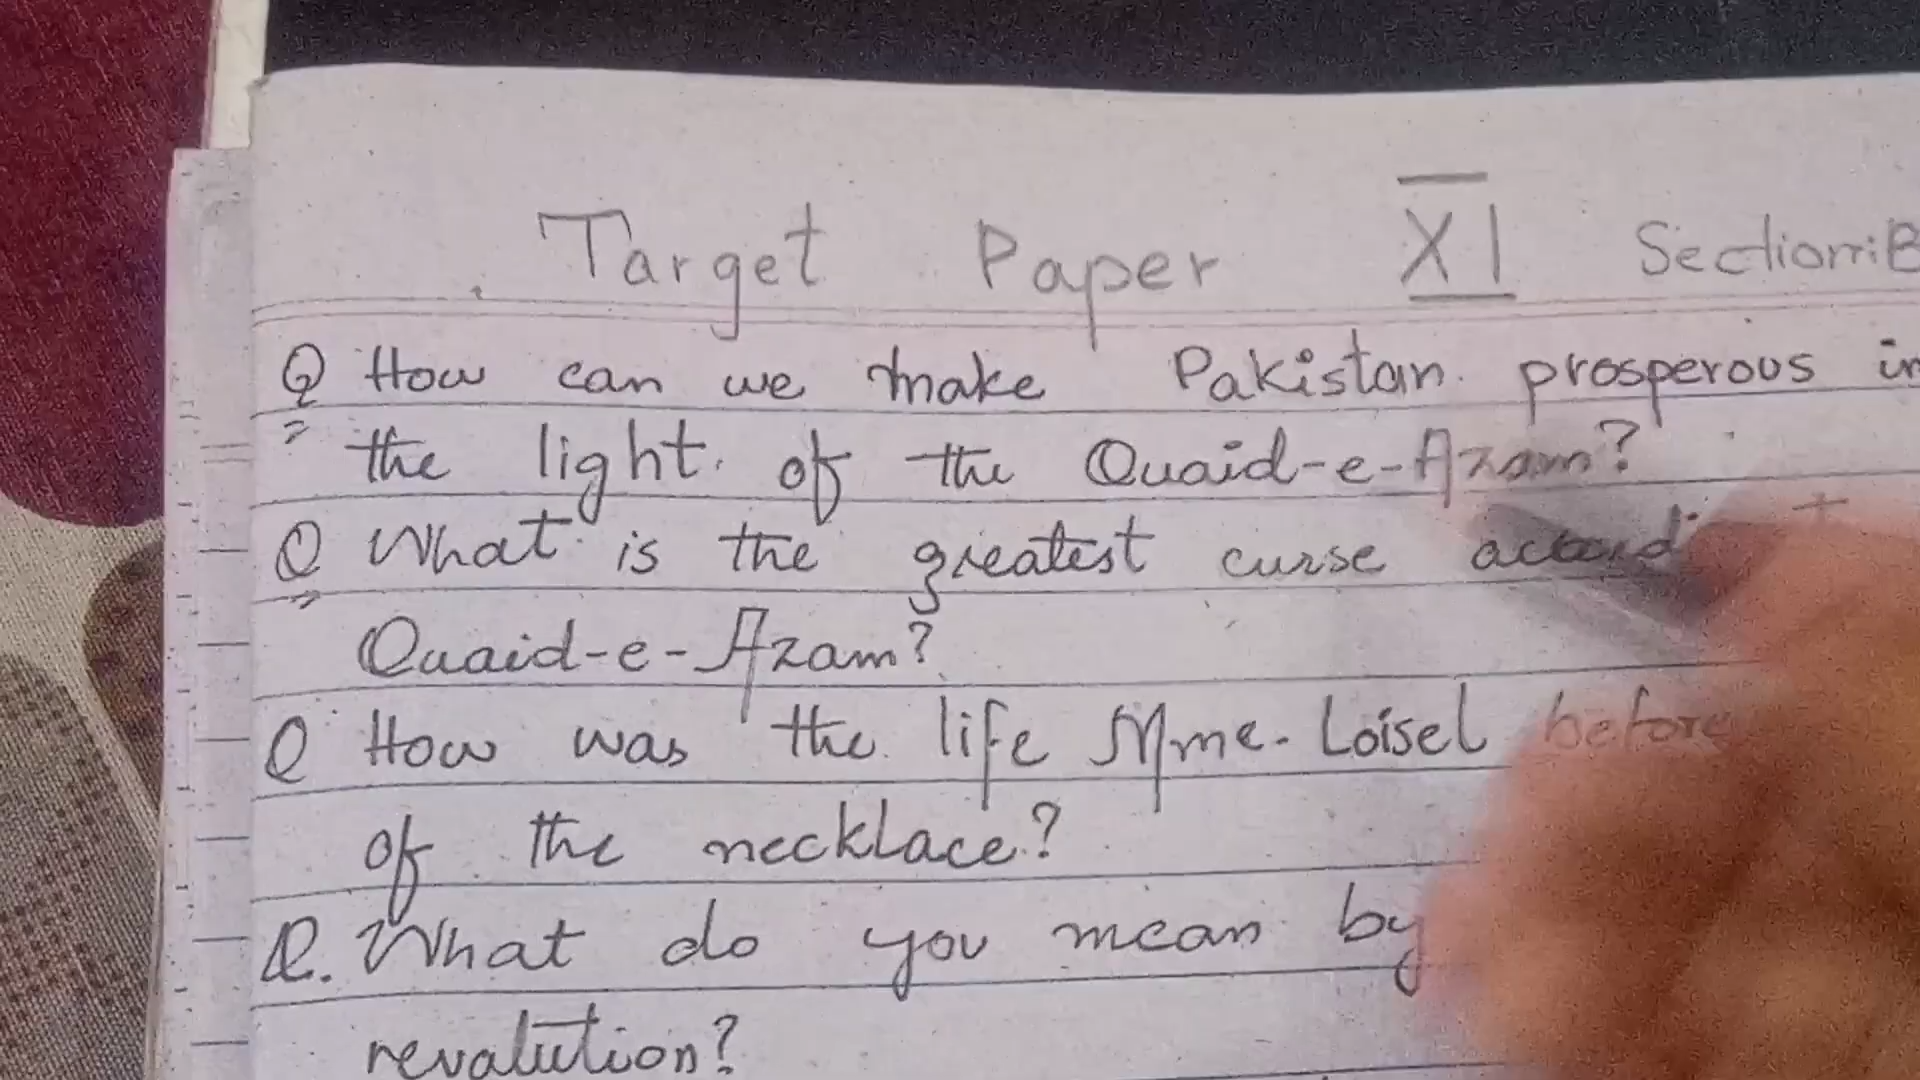 Target Paper XI Section:B
Q How can we make Pakistan prosperous in
the light of the Quaid-e-Azam?
Q What is the greatest curse
Quaid-e-Azam?
Q How was the life Mme. Loisel before
of the necklace?
Q. What do you mean by
revalution?